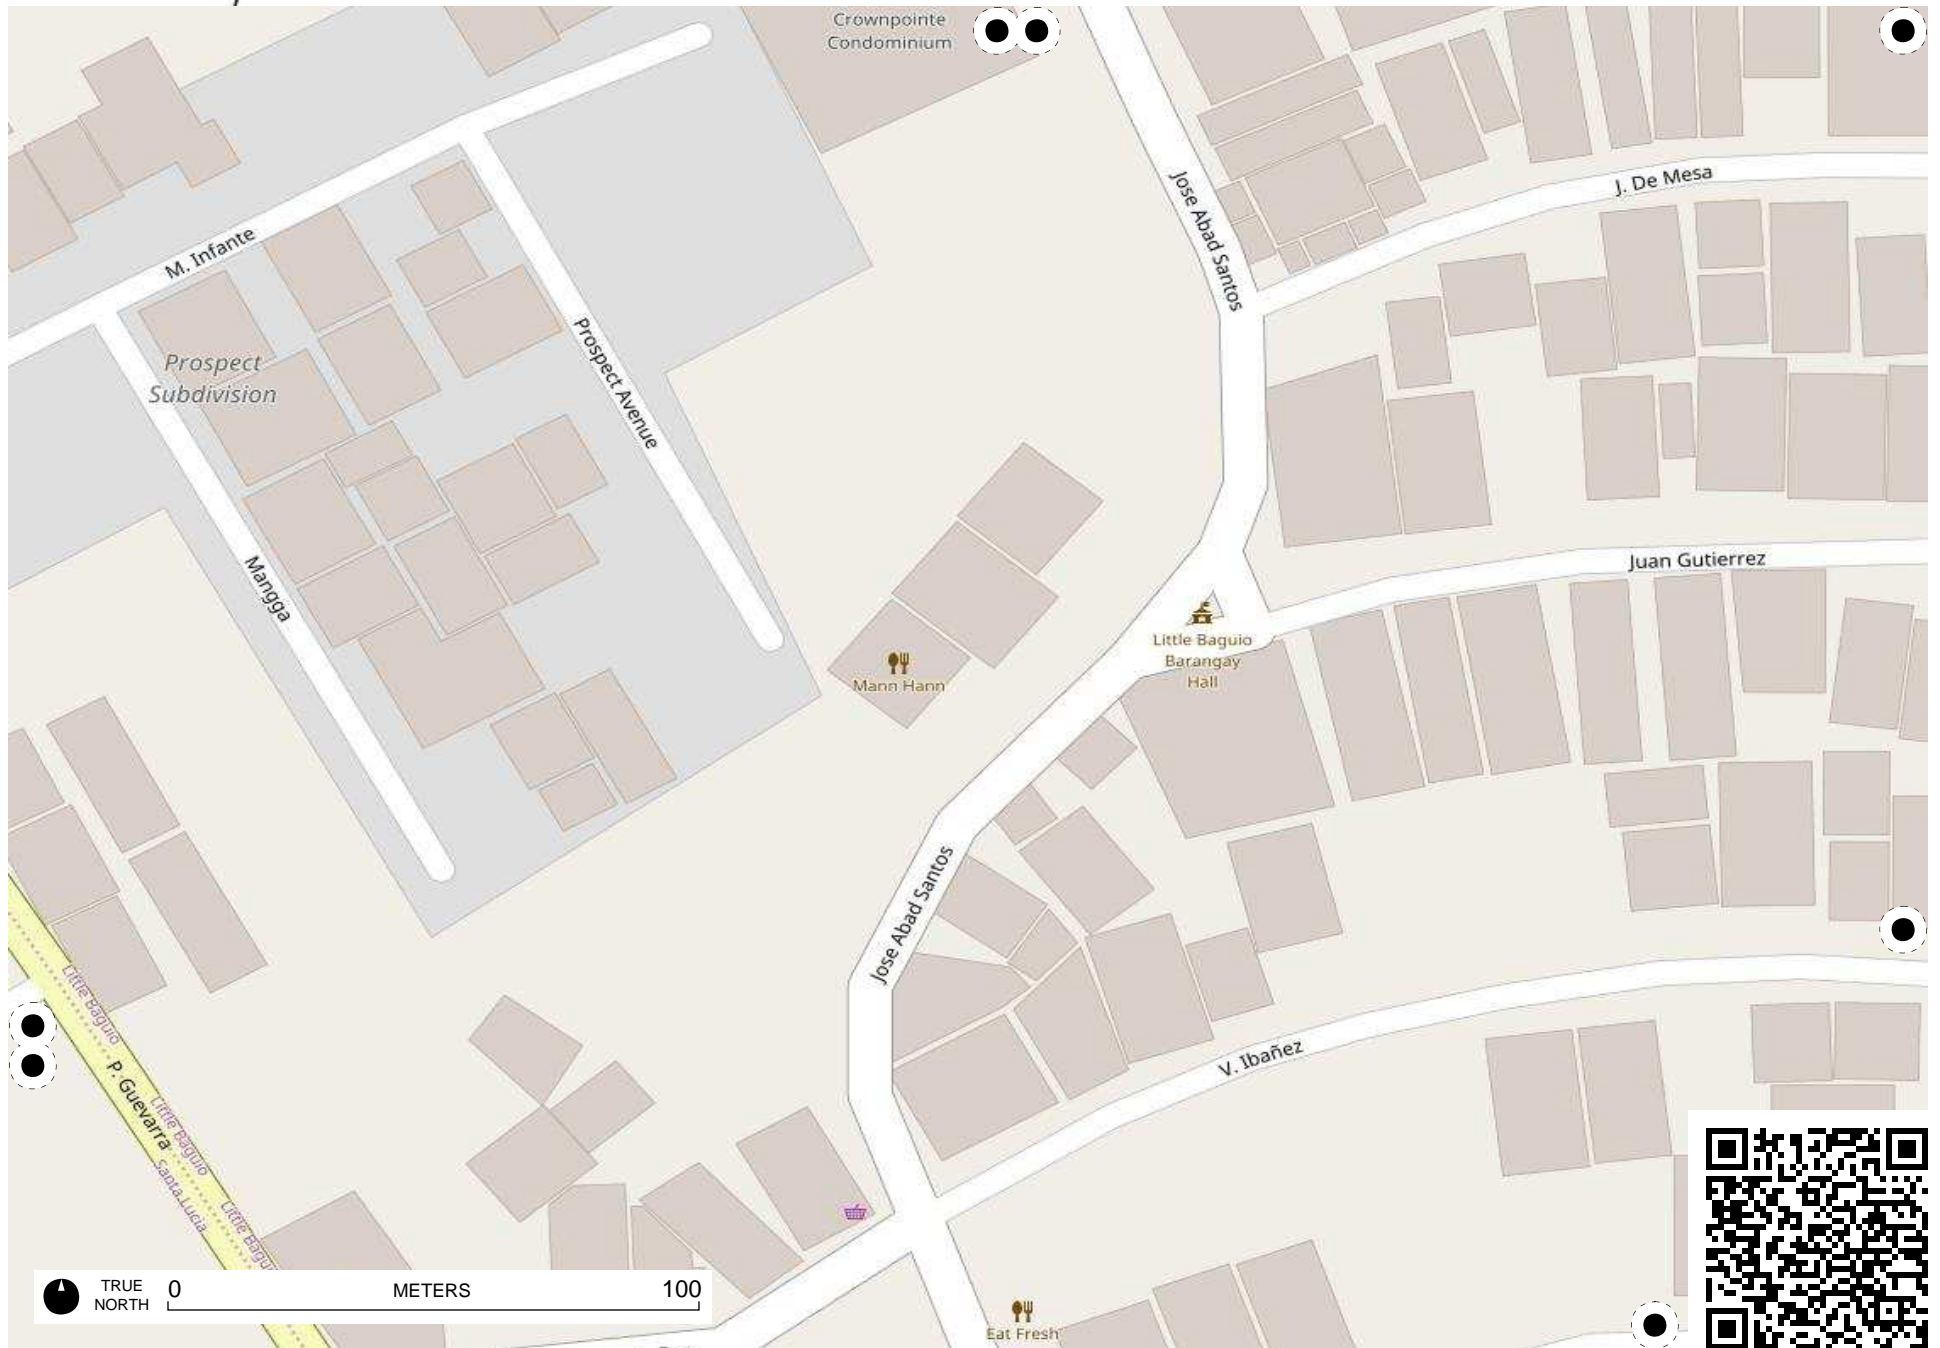 Crownpointe
Condominium
J. De Mesa
Jose Abad Santos
M. Infante
Prospect
Subdivision
Prospect Avenue
Juan Gutierrez
Mangga
Little Baguio
Barangay
Hall
Mann Hann
Jose Abad Santos
Little Baguio
V. Ibañez
P. Guevarra
Little Baguio
Santa Lucia
Little Baguio
TRUE
NORTH
0 METERS 100
Eat Fresh